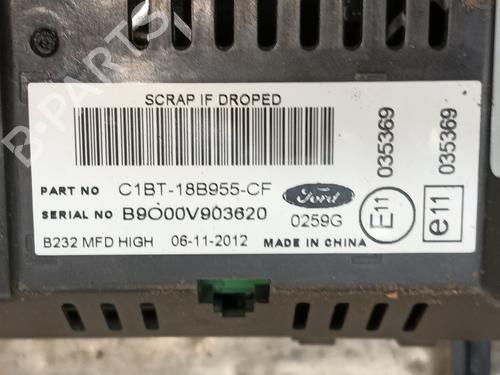 B-PARTS
SCRAP IF DROPED
PART NO C1BT-18B955-CF Ford
SERIAL NO B9O00V903620 0259G
B232 MFD HIGH 06-11-2012 MADE IN CHINA
E11 035369
e11 035369